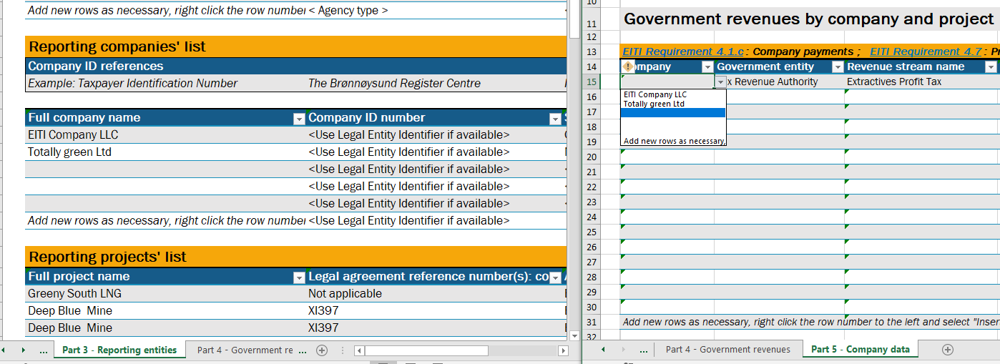 Add new rows as necessary, right click the row number < Agency type >
Reporting companies' list
Company ID references
Example: Taxpayer Identification Number The Brønnøysund Register Centre
Full company name Company ID number
EITI Company LLC <Use Legal Entity Identifier if available>
Totally green Ltd <Use Legal Entity Identifier if available>
<Use Legal Entity Identifier if available>
<Use Legal Entity Identifier if available>
<Use Legal Entity Identifier if available>
Add new rows as necessary, right click the row number <Use Legal Entity Identifier if available>
Reporting projects' list
Full project name Legal agreement reference number(s): co
Greeny South LNG Not applicable
Deep Blue Mine XI397
Deep Blue Mine XI397
... Part 3 - Reporting entities Part 4 - Government re ...
10
11 Government revenues by company and project
12
13 EITI Requirement 4.1.c : Company payments ; EITI Requirement 4.7 : Pr
14 ompany Government entity Revenue stream name
15 x Revenue Authority Extractives Profit Tax
EITI Company LLC
Totally green Ltd
Add new rows as necessary,
16
17
18
19
20
21
22
23
24
25
26
27
28
29
30
31 Add new rows as necessary, right click the row number to the left and select "Inser
32
... Part 4 - Government revenues Part 5 - Company data